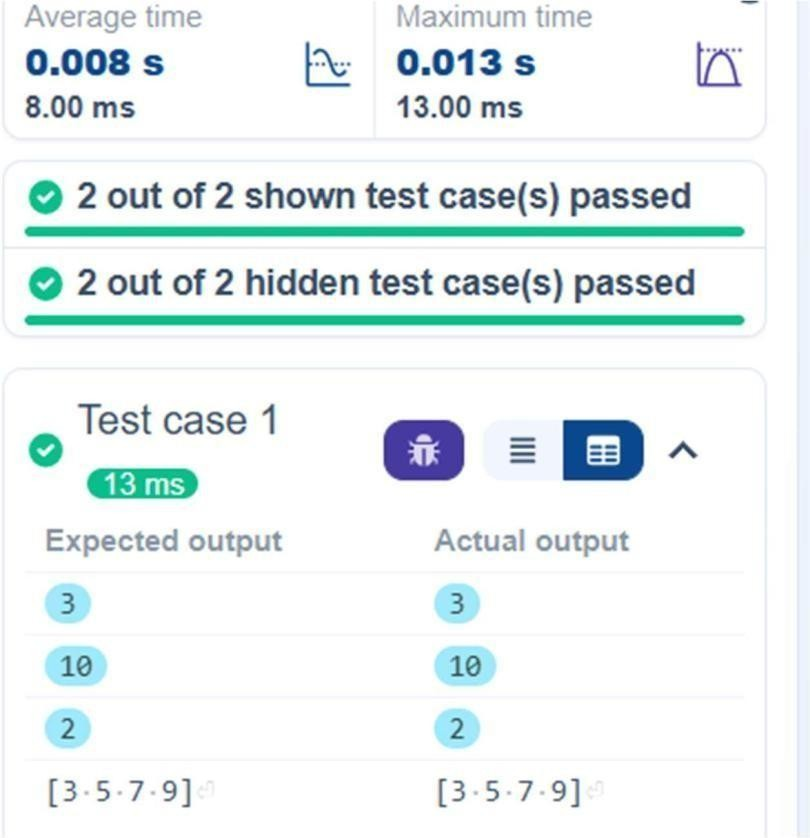 Average time
Maximum time
0.008 s
0.013 s
8.00 ms
13.00 ms
2 out of 2 shown test case(s) passed
2 out of 2 hidden test case(s) passed
Test case 1
13 ms
Expected output
Actual output
3
3
10
10
2
2
[3·5·7·9]⏎
[3·5·7·9]⏎